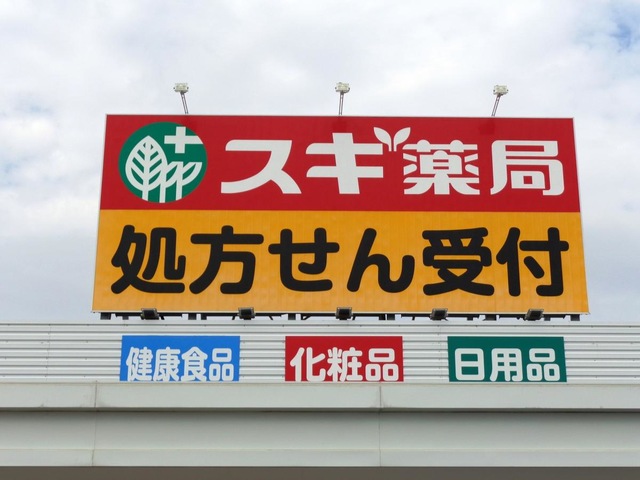 スギ薬局
処方せん受付
健康食品
化粧品
日用品